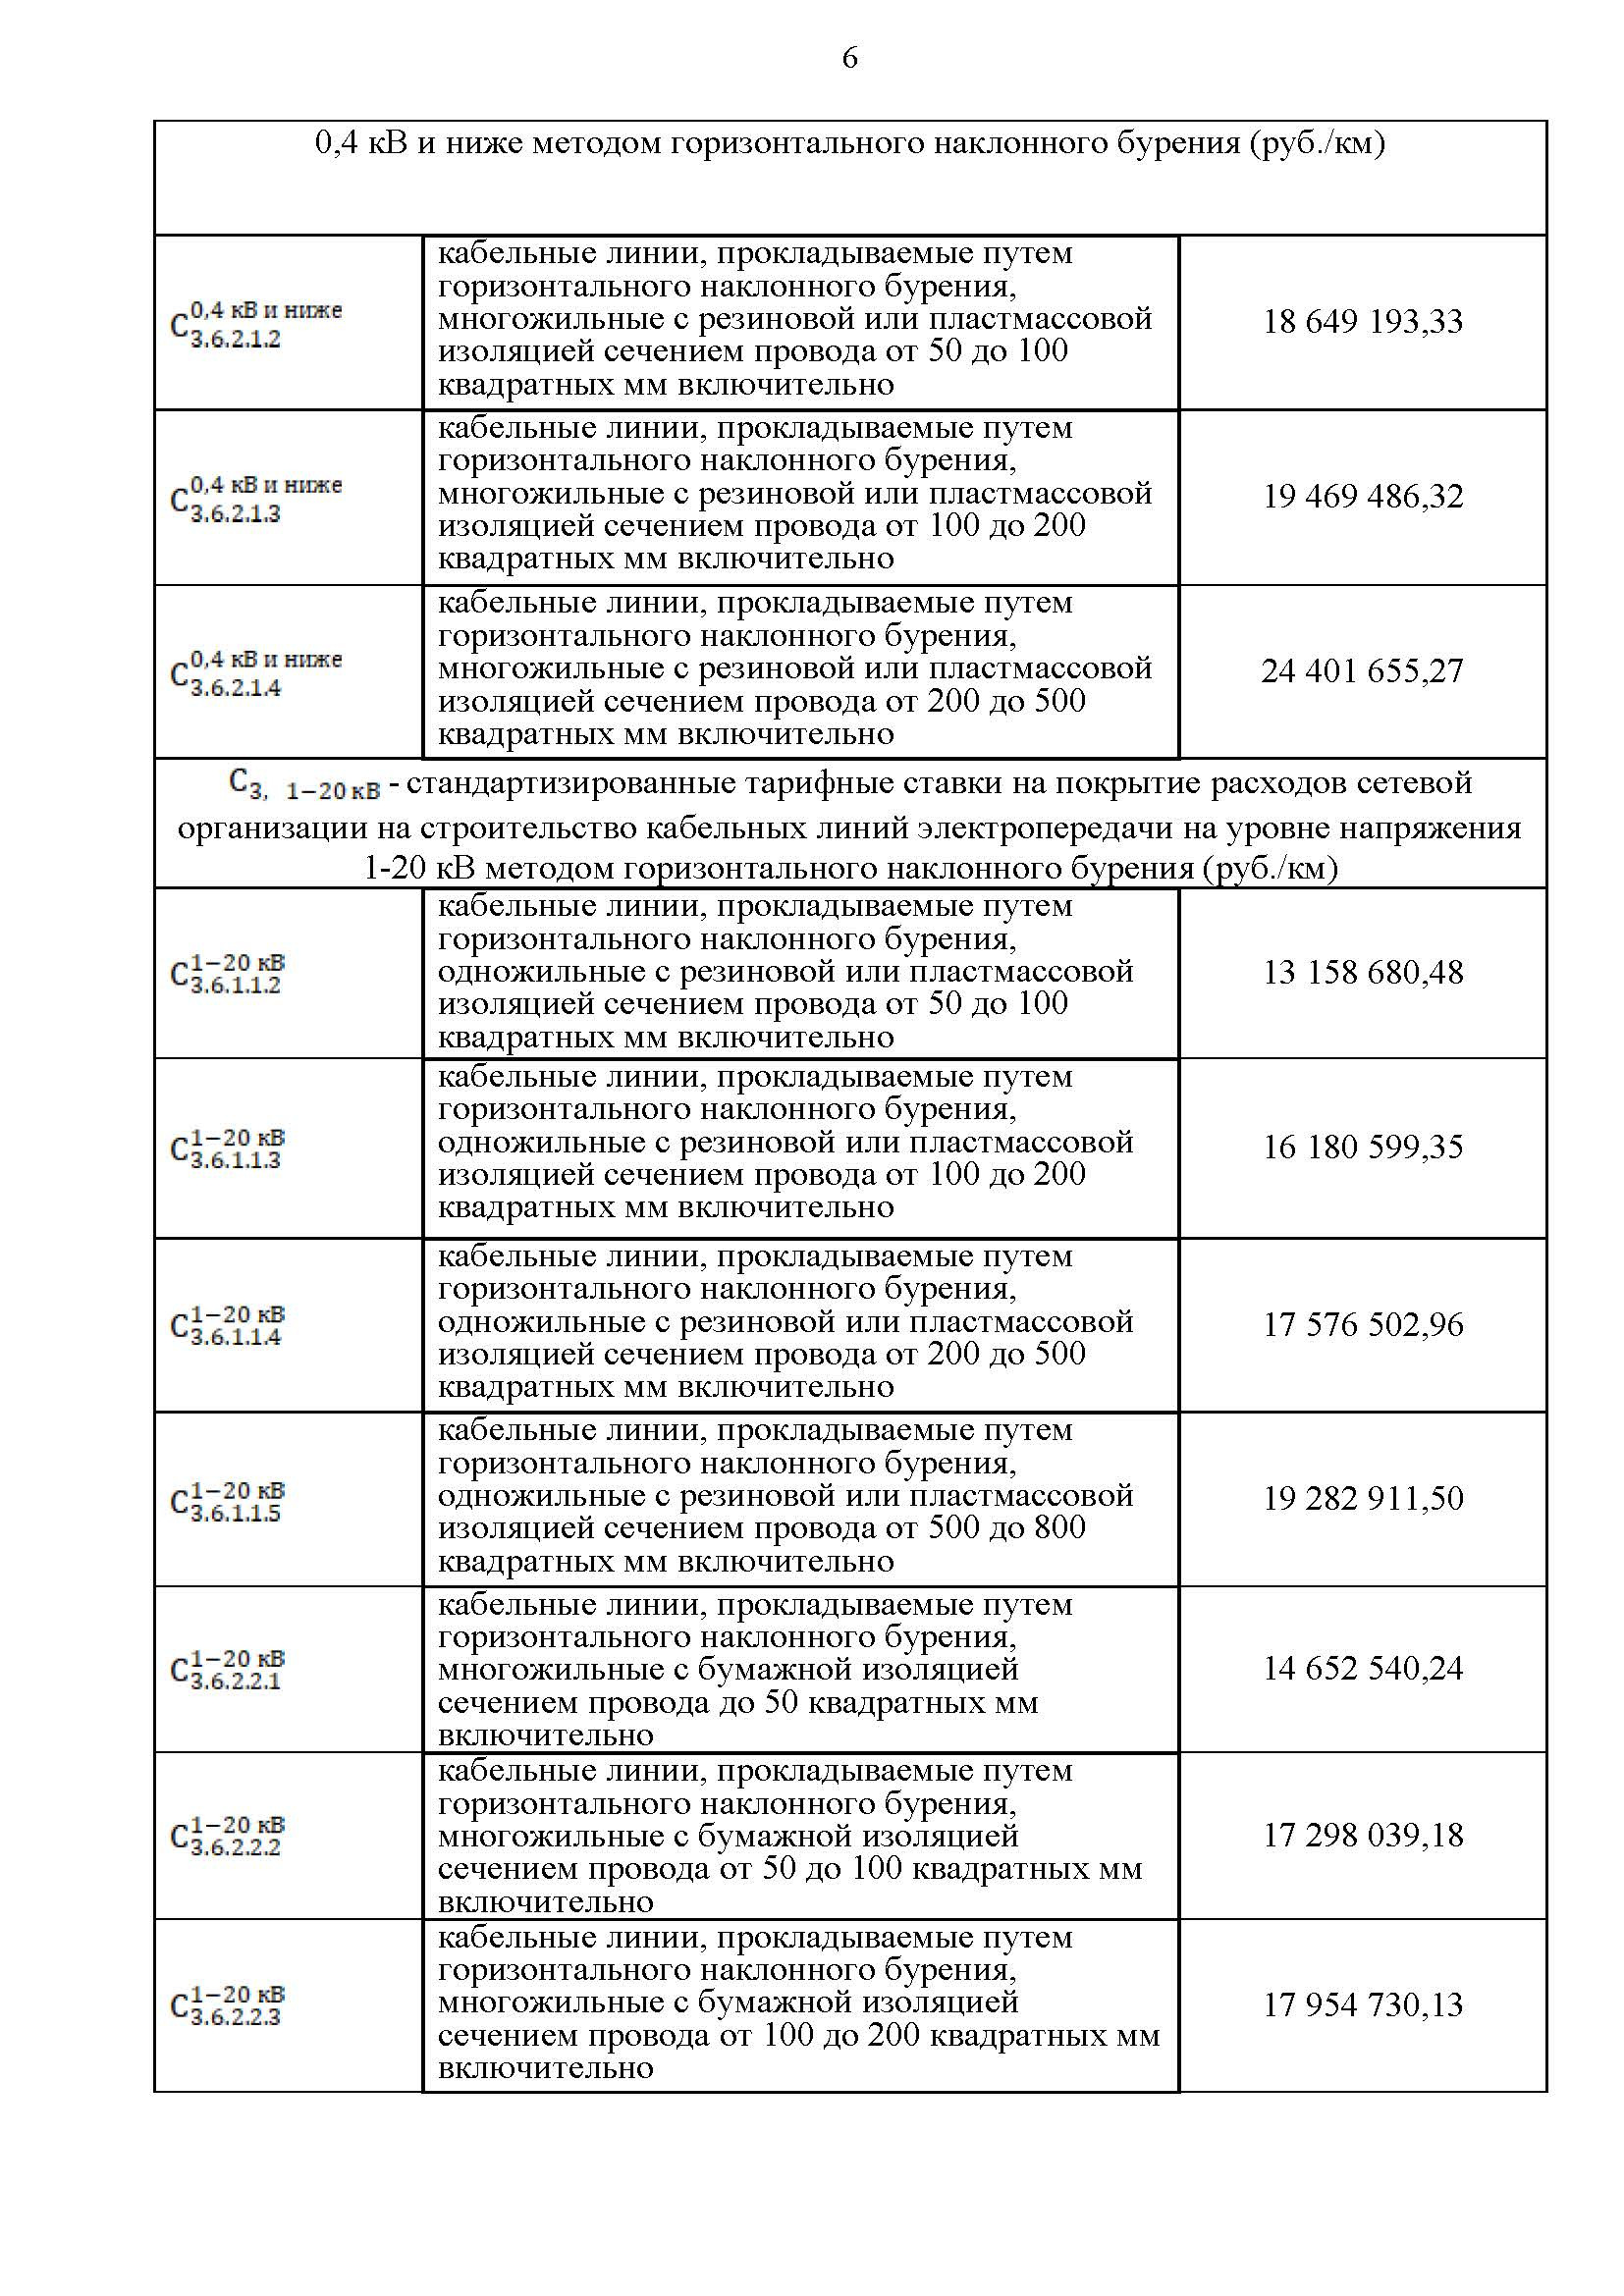 6
0,4 кВ и ниже методом горизонтального наклонного бурения (руб./км)
С 0,4 кВ и ниже 3.6.2.1.2
кабельные линии, прокладываемые путем
горизонтального наклонного бурения,
многожильные с резиновой или пластмассовой
изоляцией сечением провода от 50 до 100
квадратных мм включительно
18 649 193,33
С 0,4 кВ и ниже 3.6.2.1.3
кабельные линии, прокладываемые путем
горизонтального наклонного бурения,
многожильные с резиновой или пластмассовой
изоляцией сечением провода от 100 до 200
квадратных мм включительно
19 469 486,32
С 0,4 кВ и ниже 3.6.2.1.4
кабельные линии, прокладываемые путем
горизонтального наклонного бурения,
многожильные с резиновой или пластмассовой
изоляцией сечением провода от 200 до 500
квадратных мм включительно
24 401 655,27
С3, 1−20 кВ - стандартизированные тарифные ставки на покрытие расходов сетевой
организации на строительство кабельных линий электропередачи на уровне напряжения
1-20 кВ методом горизонтального наклонного бурения (руб./км)
С 1−20 кВ 3.6.1.1.2
кабельные линии, прокладываемые путем
горизонтального наклонного бурения,
одножильные с резиновой или пластмассовой
изоляцией сечением провода от 50 до 100
квадратных мм включительно
13 158 680,48
С 1−20 кВ 3.6.1.1.3
кабельные линии, прокладываемые путем
горизонтального наклонного бурения,
одножильные с резиновой или пластмассовой
изоляцией сечением провода от 100 до 200
квадратных мм включительно
16 180 599,35
С 1−20 кВ 3.6.1.1.4
кабельные линии, прокладываемые путем
горизонтального наклонного бурения,
одножильные с резиновой или пластмассовой
изоляцией сечением провода от 200 до 500
квадратных мм включительно
17 576 502,96
С 1−20 кВ 3.6.1.1.5
кабельные линии, прокладываемые путем
горизонтального наклонного бурения,
одножильные с резиновой или пластмассовой
изоляцией сечением провода от 500 до 800
квадратных мм включительно
19 282 911,50
С 1−20 кВ 3.6.2.2.1
кабельные линии, прокладываемые путем
горизонтального наклонного бурения,
многожильные с бумажной изоляцией
сечением провода до 50 квадратных мм
включительно
14 652 540,24
С 1−20 кВ 3.6.2.2.2
кабельные линии, прокладываемые путем
горизонтального наклонного бурения,
многожильные с бумажной изоляцией
сечением провода от 50 до 100 квадратных мм
включительно
17 298 039,18
С 1−20 кВ 3.6.2.2.3
кабельные линии, прокладываемые путем
горизонтального наклонного бурения,
многожильные с бумажной изоляцией
сечением провода от 100 до 200 квадратных мм
включительно
17 954 730,13